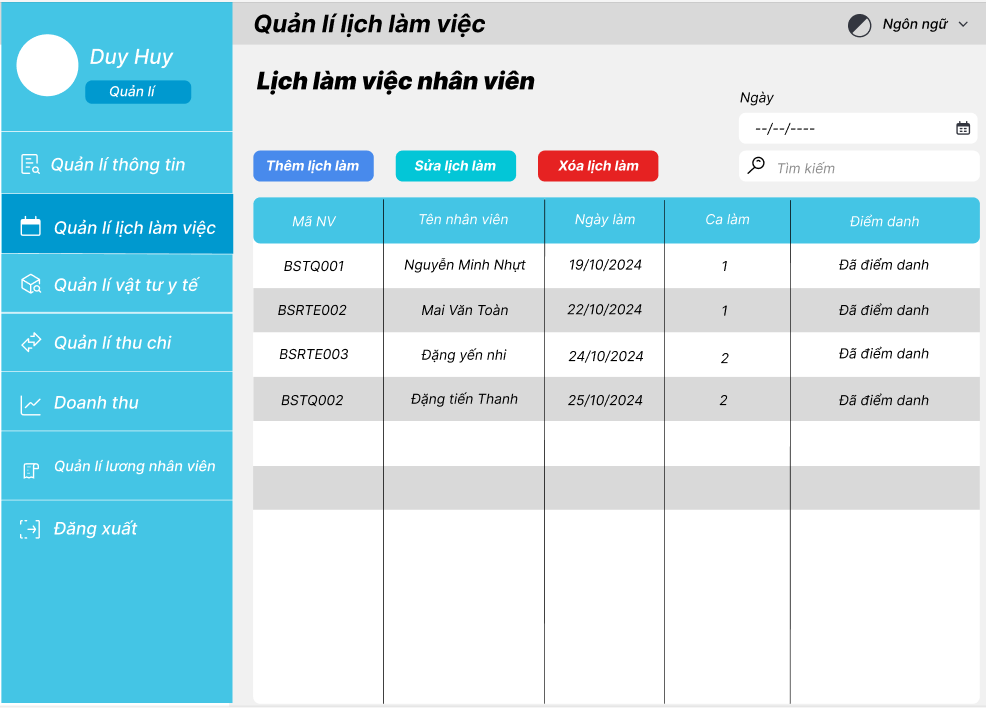 Duy Huy
Quản lí
Quản lí thông tin
Quản lí lịch làm việc
Quản lí vật tư y tế
Quản lí thu chi
Doanh thu
Quản lí lương nhân viên
Đăng xuất
Quản lí lịch làm việc
Ngôn ngữ
Lịch làm việc nhân viên
Ngày
--/--/----
Thêm lịch làm Sửa lịch làm Xóa lịch làm
Tìm kiếm
Mã NV Tên nhân viên Ngày làm Ca làm Điểm danh
BSTQ001 Nguyễn Minh Nhựt 19/10/2024 1 Đã điểm danh
BSRTE002 Mai Văn Toàn 22/10/2024 1 Đã điểm danh
BSRTE003 Đặng yến nhi 24/10/2024 2 Đã điểm danh
BSTQ002 Đặng tiến Thanh 25/10/2024 2 Đã điểm danh